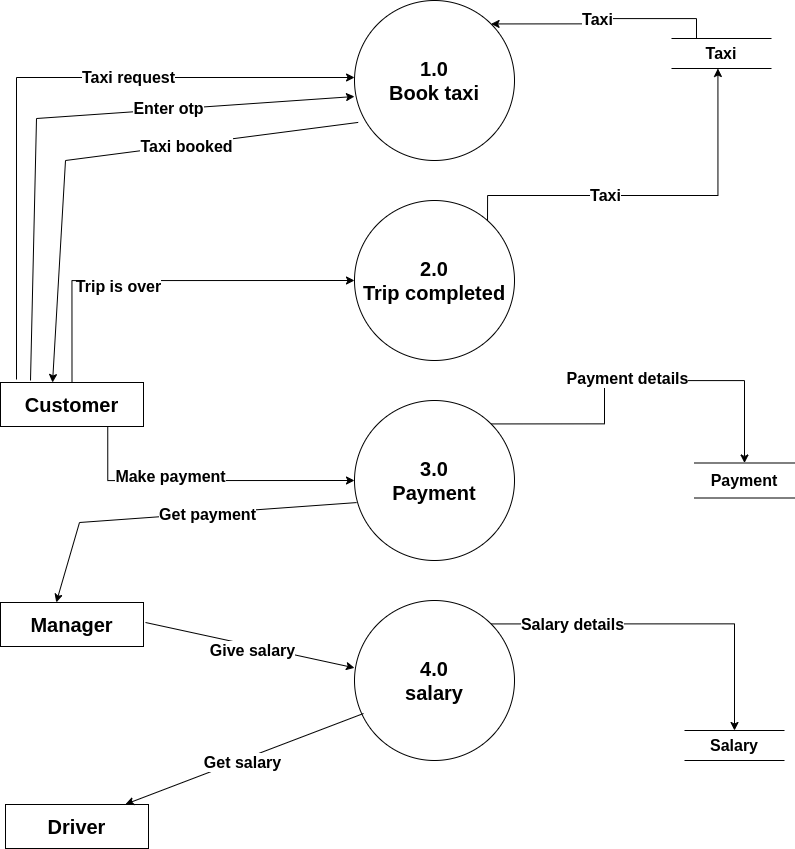 Taxi
1.0
Book taxi
Taxi
Taxi request
Enter otp
Taxi booked
Taxi
2.0
Trip completed
Trip is over
Customer
Payment details
3.0
Payment
Make payment
Payment
Get payment
Manager
Salary details
Give salary
4.0
salary
Salary
Get salary
Driver